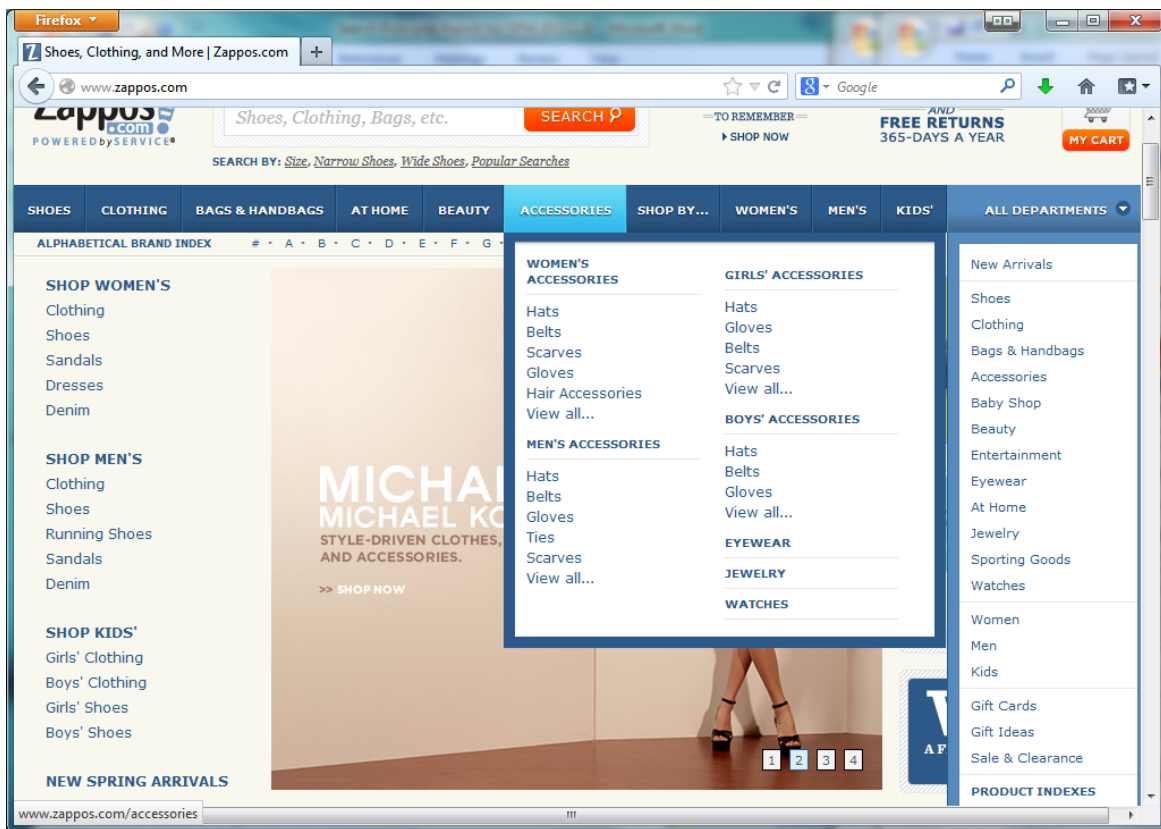 Firefox
Shoes, Clothing, and More | Zappos.com
www.zappos.com
Google
Zappos
.com
POWERED by SERVICE®
Shoes, Clothing, Bags, etc.
SEARCH
TO REMEMBER
SHOP NOW
AND
FREE RETURNS
365-DAYS A YEAR
MY CART
SEARCH BY: Size, Narrow Shoes, Wide Shoes, Popular Searches
SHOES CLOTHING BAGS & HANDBAGS AT HOME BEAUTY ACCESSORIES SHOP BY... WOMEN'S MEN'S KIDS' ALL DEPARTMENTS
ALPHABETICAL BRAND INDEX # · A · B · C · D · E · F · G ·
SHOP WOMEN'S
Clothing
Shoes
Sandals
Dresses
Denim
SHOP MEN'S
Clothing
Shoes
Running Shoes
Sandals
Denim
SHOP KIDS'
Girls' Clothing
Boys' Clothing
Girls' Shoes
Boys' Shoes
NEW SPRING ARRIVALS
MICHA
MICHAEL KO
STYLE-DRIVEN CLOTHES,
AND ACCESSORIES.
>> SHOP NOW
1 2 3 4
WOMEN'S
ACCESSORIES
Hats
Belts
Scarves
Gloves
Hair Accessories
View all...
MEN'S ACCESSORIES
Hats
Belts
Gloves
Ties
Scarves
View all...
GIRLS' ACCESSORIES
Hats
Gloves
Belts
Scarves
View all...
BOYS' ACCESSORIES
Hats
Belts
Gloves
View all...
EYEWEAR
JEWELRY
WATCHES
AF
New Arrivals
Shoes
Clothing
Bags & Handbags
Accessories
Baby Shop
Beauty
Entertainment
Eyewear
At Home
Jewelry
Sporting Goods
Watches
Women
Men
Kids
Gift Cards
Gift Ideas
Sale & Clearance
PRODUCT INDEXES
www.zappos.com/accessories